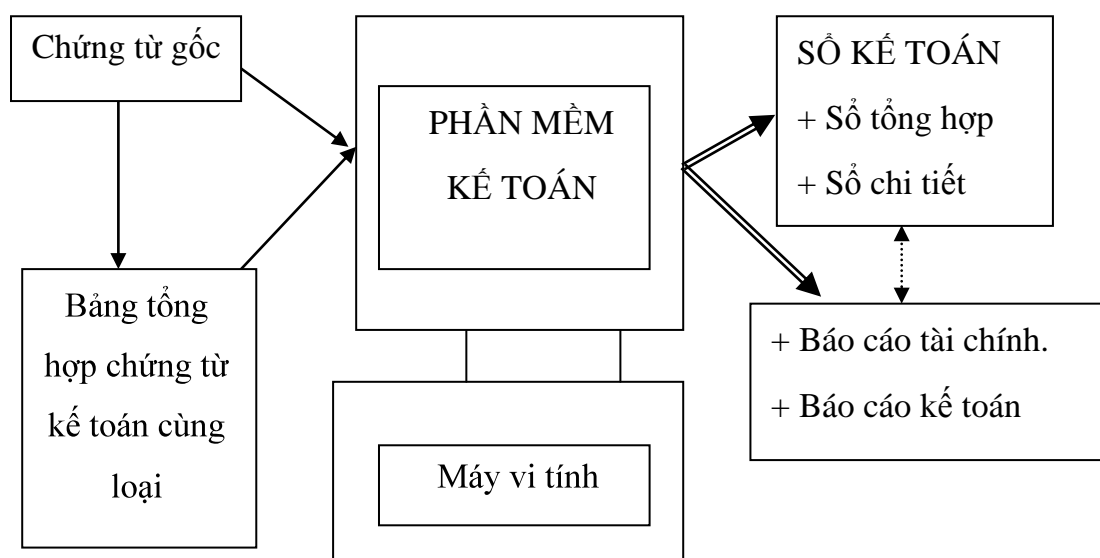 Chứng từ gốc
Bảng tổng
hợp chứng từ
kế toán cùng
loại
PHẦN MỀM
KẾ TOÁN
Máy vi tính
SỔ KẾ TOÁN
+ Sổ tổng hợp
+ Sổ chi tiết
+ Báo cáo tài chính.
+ Báo cáo kế toán